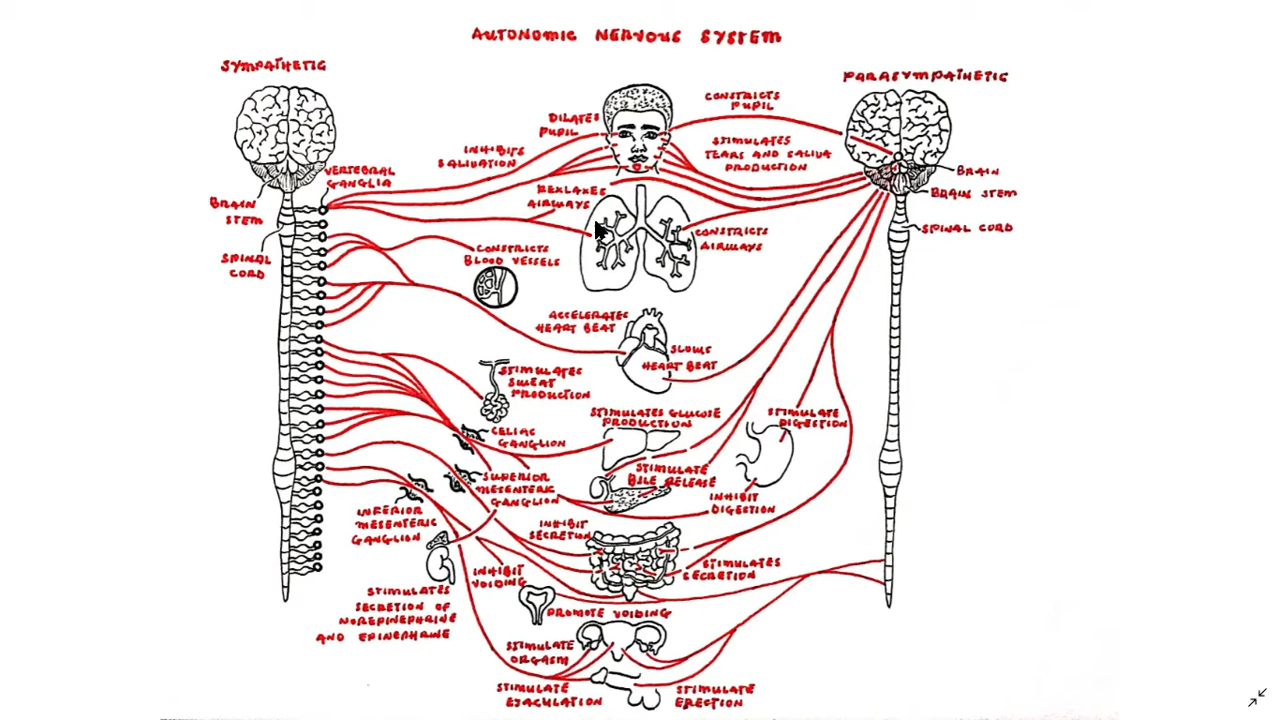 AUTONOMIC NERVOUS SYSTEM
SYMPATHETIC
PARASYMPATHETIC
CONSTRICTS
PUPIL
DILATES
PUPIL
INHIBITS
SALIVATION
STIMULATES
TEARS AND SALIVA
PRODUCTION
VERTEBRAL
GANGLIA
BRAIN
BRAIN STEM
BRAIN
STEM
REXLAXES
AIRWAYS
CONSTRICTS
AIRWAYS
SPINAL CORD
SPINAL
CORD
CONSTRICTS
BLOOD VESSELS
ACCELERATES
HEART BEAT
SLOWS
HEART BEAT
STIMULATES
SWEAT
PRODUCTION
STIMULATES GLUCOSE
PRODUCTION
STIMULATE
DIGESTION
CELIAC
GANGLION
STIMULATE
BILE RELEASE
SUPERIOR
MESENTERIC
GANGLION
INHIBIT
DIGESTION
INFERIOR
MESENTERIC
GANGLION
INHIBIT
SECRETION
STIMULATES
SECRETION
INHIBIT
VOIDING
STIMULATES
SECRETION OF
NOREPINEPHRINE
AND EPINEPHRINE
PROMOTE VOIDING
STIMULATE
ORGASM
STIMULATE
EJACULATION
STIMULATE
ERECTION